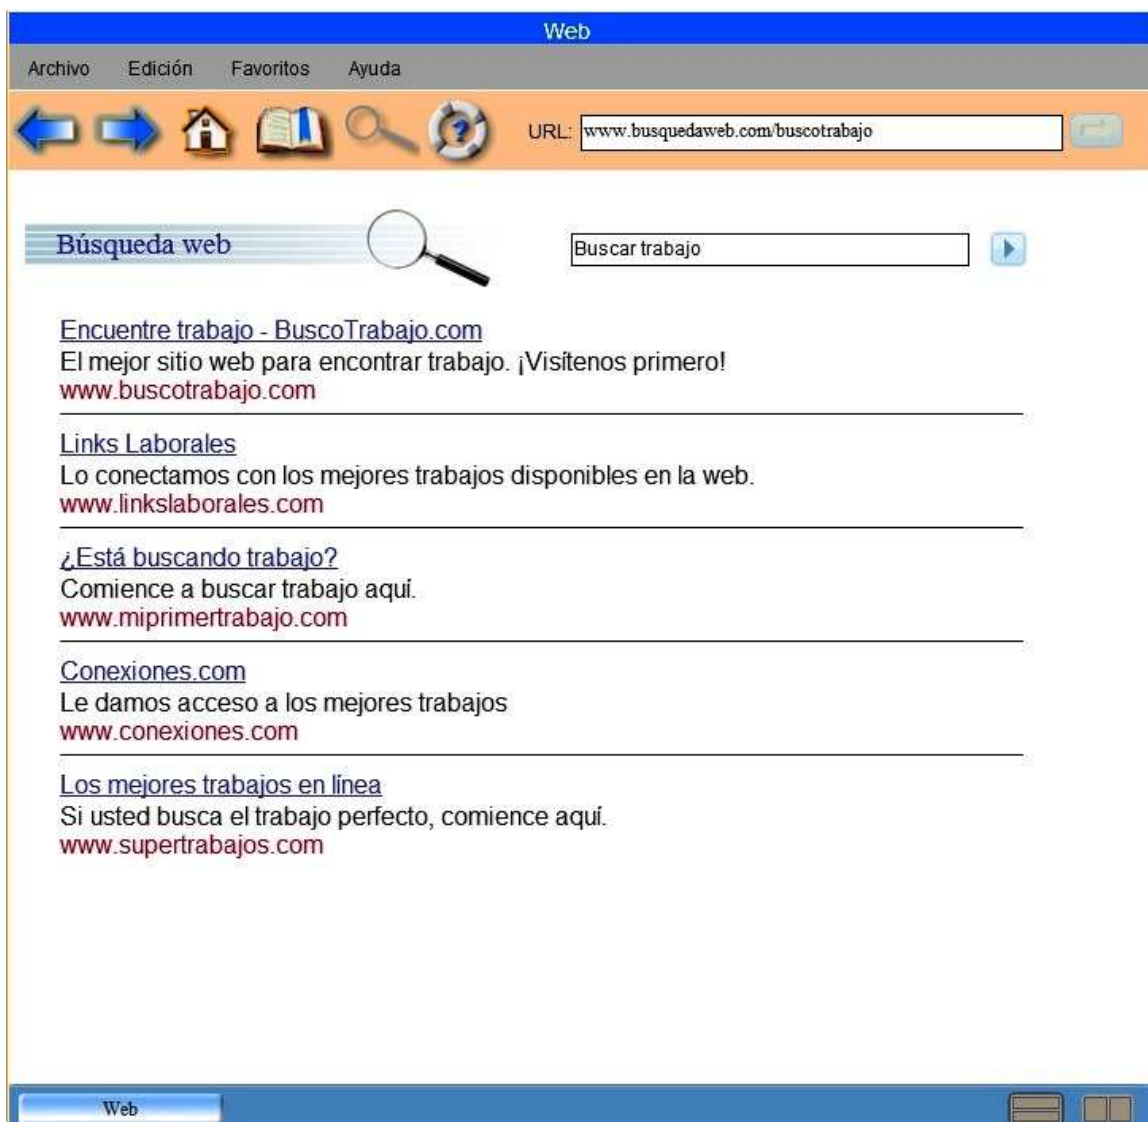 Web
Archivo Edición Favoritos Ayuda
URL: www.busquedaweb.com/buscotrabajo
Búsqueda web
Buscar trabajo
Encuentre trabajo - BuscoTrabajo.com
El mejor sitio web para encontrar trabajo. ¡Visítenos primero!
www.buscotrabajo.com
Links Laborales
Lo conectamos con los mejores trabajos disponibles en la web.
www.linkslaborales.com
¿Está buscando trabajo?
Comience a buscar trabajo aquí.
www.miprimertrabajo.com
Conexiones.com
Le damos acceso a los mejores trabajos
www.conexiones.com
Los mejores trabajos en línea
Si usted busca el trabajo perfecto, comience aquí.
www.supertrabajos.com
Web